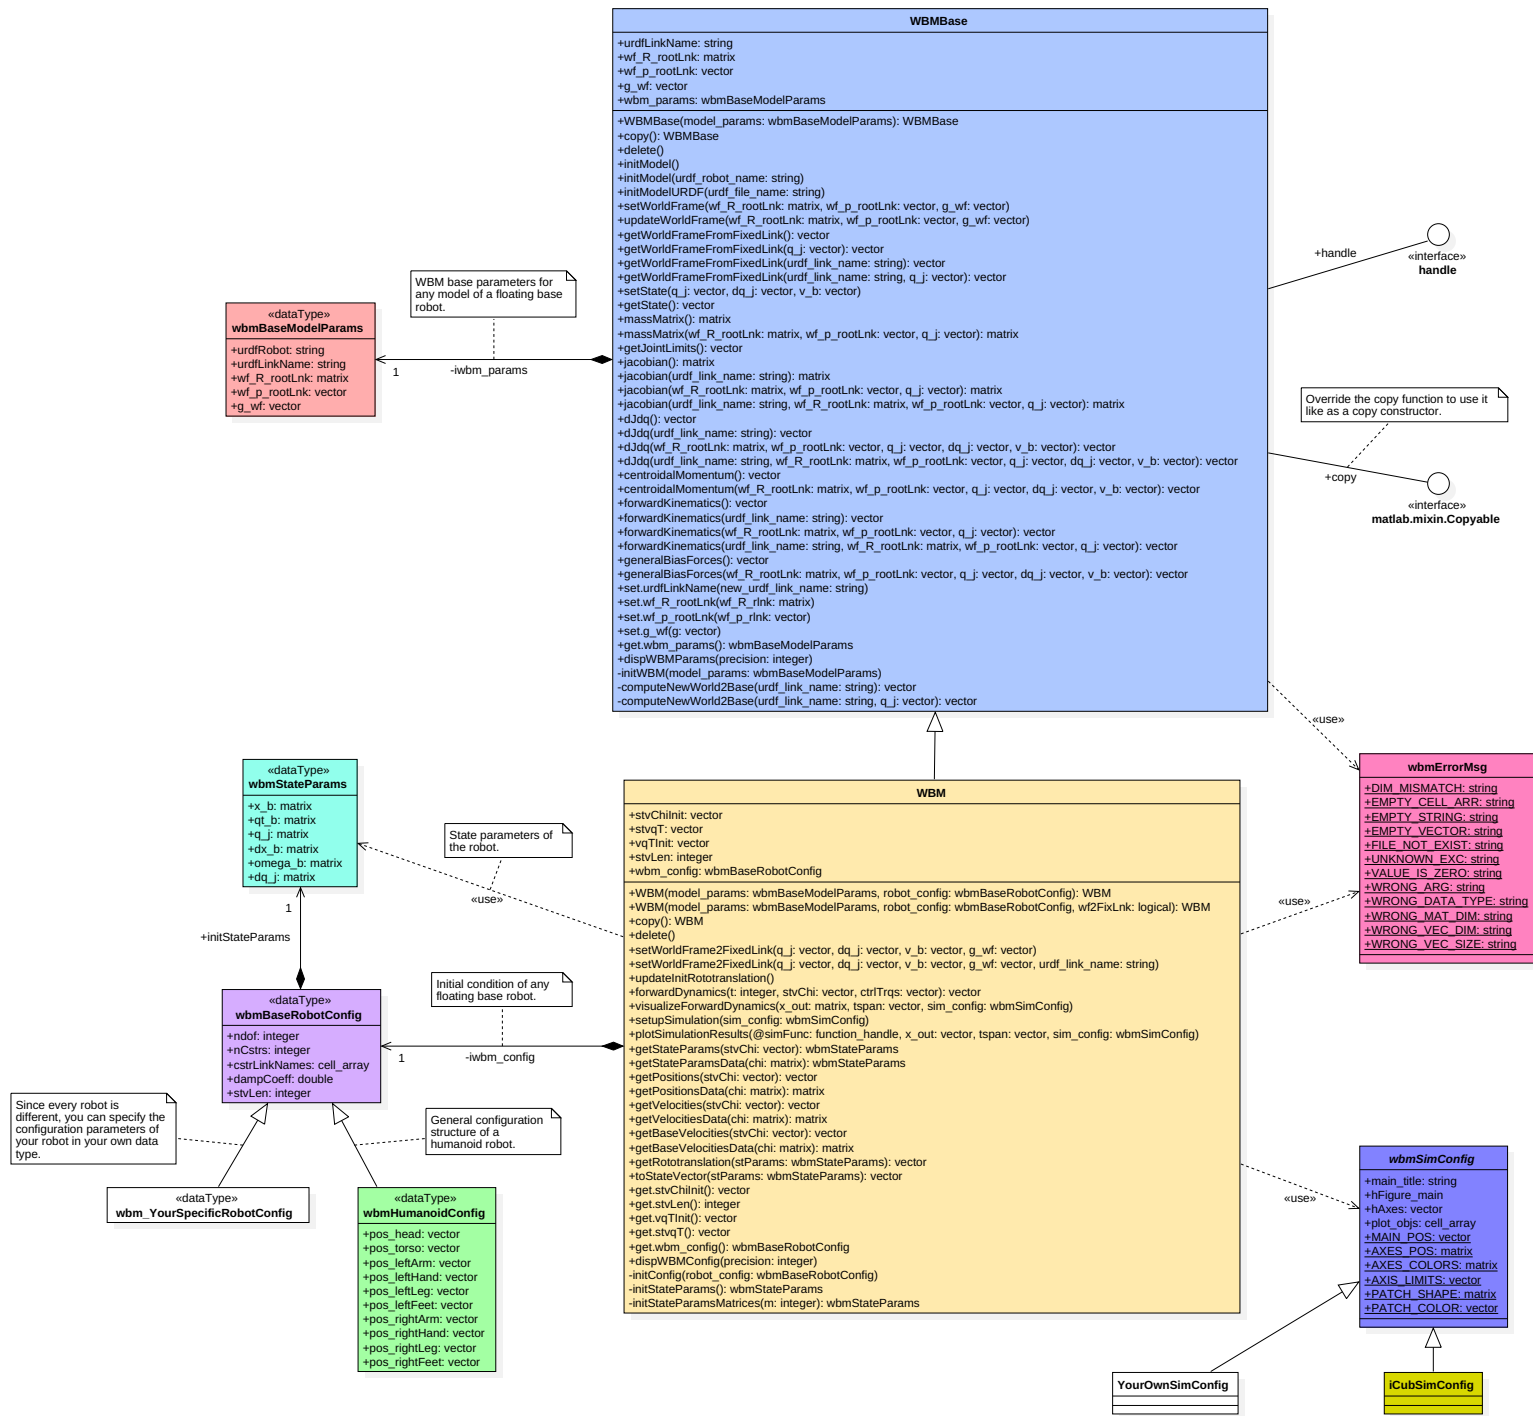 WBMBase
+urdfLinkName: string
+wf_R_rootLnk: matrix
+wf_p_rootLnk: vector
+g_wf: vector
+wbm_params: wbmBaseModelParams
+WBMBase(model_params: wbmBaseModelParams): WBMBase
+copy(): WBMBase
+delete()
+initModel()
+initModel(urdf_robot_name: string)
+initModelURDF(urdf_file_name: string)
+setWorldFrame(wf_R_rootLnk: matrix, wf_p_rootLnk: vector, g_wf: vector)
+updateWorldFrame(wf_R_rootLnk: matrix, wf_p_rootLnk: vector, g_wf: vector)
+getWorldFrameFromFixedLink(): vector
+getWorldFrameFromFixedLink(q_j: vector): vector
+getWorldFrameFromFixedLink(urdf_link_name: string): vector
+getWorldFrameFromFixedLink(urdf_link_name: string, q_j: vector): vector
+setState(q_j: vector, dq_j: vector, v_b: vector)
+getState(): vector
+massMatrix(): matrix
+massMatrix(wf_R_rootLnk: matrix, wf_p_rootLnk: vector, q_j: vector): matrix
+getJointLimits(): vector
+jacobian(): matrix
+jacobian(urdf_link_name: string): matrix
+jacobian(wf_R_rootLnk: matrix, wf_p_rootLnk: vector, q_j: vector): matrix
+jacobian(urdf_link_name: string, wf_R_rootLnk: matrix, wf_p_rootLnk: vector, q_j: vector): matrix
+dJdq(): vector
+dJdq(urdf_link_name: string): vector
+dJdq(wf_R_rootLnk: matrix, wf_p_rootLnk: vector, q_j: vector, dq_j: vector, v_b: vector): vector
+dJdq(urdf_link_name: string, wf_R_rootLnk: matrix, wf_p_rootLnk: vector, q_j: vector, dq_j: vector, v_b: vector): vector
+centroidalMomentum(): vector
+centroidalMomentum(wf_R_rootLnk: matrix, wf_p_rootLnk: vector, q_j: vector, dq_j: vector, v_b: vector): vector
+forwardKinematics(): vector
+forwardKinematics(urdf_link_name: string): vector
+forwardKinematics(wf_R_rootLnk: matrix, wf_p_rootLnk: vector, q_j: vector): vector
+forwardKinematics(urdf_link_name: string, wf_R_rootLnk: matrix, wf_p_rootLnk: vector, q_j: vector): vector
+generalBiasForces(): vector
+generalBiasForces(wf_R_rootLnk: matrix, wf_p_rootLnk: vector, q_j: vector, dq_j: vector, v_b: vector): vector
+set.urdfLinkName(new_urdf_link_name: string)
+set.wf_R_rootLnk(wf_R_rlnk: matrix)
+set.wf_p_rootLnk(wf_p_rlnk: vector)
+set.g_wf(g: vector)
+get.wbm_params(): wbmBaseModelParams
+dispWBMParams(precision: integer)
-initWBM(model_params: wbmBaseModelParams)
-computeNewWorld2Base(urdf_link_name: string): vector
-computeNewWorld2Base(urdf_link_name: string, q_j: vector): vector
+handle
«interface»
handle
WBM base parameters for
any model of a floating base
robot.
«dataType»
wbmBaseModelParams
+urdfRobot: string
+urdfLinkName: string
+wf_R_rootLnk: matrix
+wf_p_rootLnk: vector
+g_wf: vector
1
-iwbm_params
Override the copy function to use it
like as a copy constructor.
+copy
«interface»
matlab.mixin.Copyable
«use»
«dataType»
wbmStateParams
+x_b: matrix
+qt_b: matrix
+q_j: matrix
+dx_b: matrix
+omega_b: matrix
+dq_j: matrix
State parameters of
the robot.
«use»
1
+initStateParams
WBM
+stvChiInit: vector
+stvqT: vector
+vqTInit: vector
+stvLen: integer
+wbm_config: wbmBaseRobotConfig
+WBM(model_params: wbmBaseModelParams, robot_config: wbmBaseRobotConfig): WBM
+WBM(model_params: wbmBaseModelParams, robot_config: wbmBaseRobotConfig, wf2FixLnk: logical): WBM
+copy(): WBM
+delete()
+setWorldFrame2FixedLink(q_j: vector, dq_j: vector, v_b: vector, g_wf: vector)
+setWorldFrame2FixedLink(q_j: vector, dq_j: vector, v_b: vector, g_wf: vector, urdf_link_name: string)
+updateInitRototranslation()
+forwardDynamics(t: integer, stvChi: vector, ctrlTrqs: vector): vector
+visualizeForwardDynamics(x_out: matrix, tspan: vector, sim_config: wbmSimConfig)
+setupSimulation(sim_config: wbmSimConfig)
+plotSimulationResults(@simFunc: function_handle, x_out: vector, tspan: vector, sim_config: wbmSimConfig)
+getStateParams(stvChi: vector): wbmStateParams
+getStateParamsData(chi: matrix): wbmStateParams
+getPositions(stvChi: vector): vector
+getPositionsData(chi: matrix): matrix
+getVelocities(stvChi: vector): vector
+getVelocitiesData(chi: matrix): matrix
+getBaseVelocities(stvChi: vector): vector
+getBaseVelocitiesData(chi: matrix): matrix
+getRototranslation(stParams: wbmStateParams): vector
+toStateVector(stParams: wbmStateParams): vector
+get.stvChiInit(): vector
+get.stvLen(): integer
+get.vqTInit(): vector
+get.stvqT(): vector
+get.wbm_config(): wbmBaseRobotConfig
+dispWBMConfig(precision: integer)
-initConfig(robot_config: wbmBaseRobotConfig)
-initStateParams(): wbmStateParams
-initStateParamsMatrices(m: integer): wbmStateParams
wbmErrorMsg
+DIM_MISMATCH: string
+EMPTY_CELL_ARR: string
+EMPTY_STRING: string
+EMPTY_VECTOR: string
+FILE_NOT_EXIST: string
+UNKNOWN_EXC: string
+VALUE_IS_ZERO: string
+WRONG_ARG: string
+WRONG_DATA_TYPE: string
+WRONG_MAT_DIM: string
+WRONG_VEC_DIM: string
+WRONG_VEC_SIZE: string
«use»
Initial condition of any
floating base robot.
«dataType»
wbmBaseRobotConfig
+ndof: integer
+nCstrs: integer
+cstrLinkNames: cell_array
+dampCoeff: double
+stvLen: integer
1
-iwbm_config
Since every robot is
different, you can specify the
configuration parameters of
your robot in your own data
type.
General configuration
structure of a
humanoid robot.
«dataType»
wbm_YourSpecificRobotConfig
«dataType»
wbmHumanoidConfig
+pos_head: vector
+pos_torso: vector
+pos_leftArm: vector
+pos_leftHand: vector
+pos_leftLeg: vector
+pos_leftFeet: vector
+pos_rightArm: vector
+pos_rightHand: vector
+pos_rightLeg: vector
+pos_rightFeet: vector
«use»
wbmSimConfig
+main_title: string
+hFigure_main
+hAxes: vector
+plot_objs: cell_array
+MAIN_POS: vector
+AXES_POS: matrix
+AXES_COLORS: matrix
+AXIS_LIMITS: vector
+PATCH_SHAPE: matrix
+PATCH_COLOR: vector
YourOwnSimConfig
iCubSimConfig